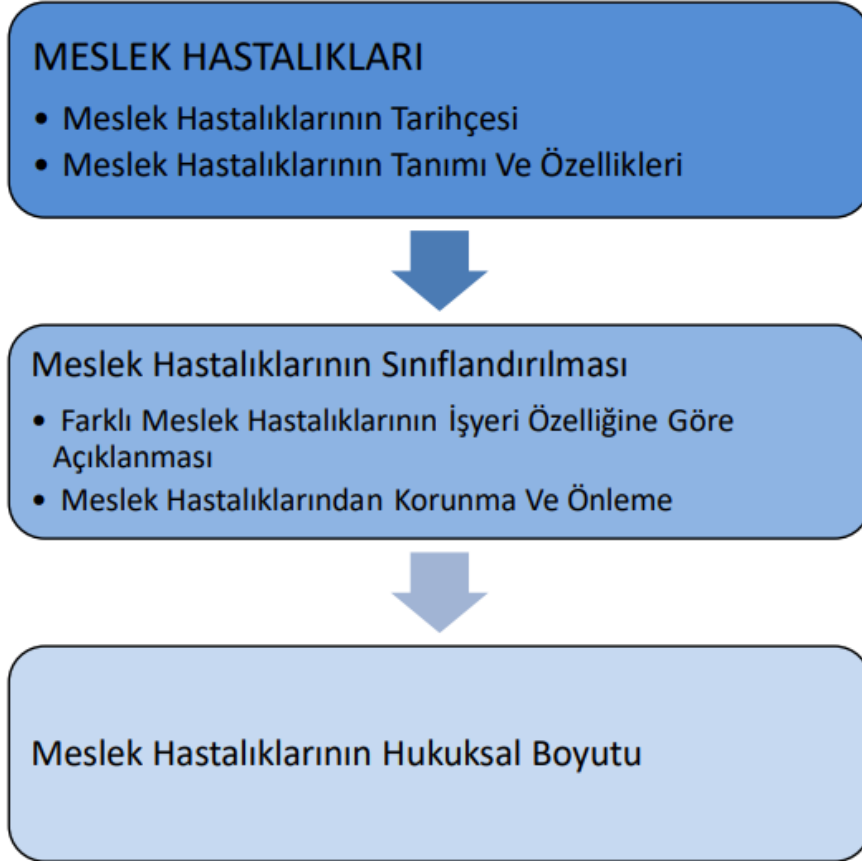 MESLEK HASTALIKLARI
• Meslek Hastalıklarının Tarihçesi
• Meslek Hastalıklarının Tanımı Ve Özellikleri
Meslek Hastalıklarının Sınıflandırılması
• Farklı Meslek Hastalıklarının İşyeri Özelliğine Göre
Açıklanması
• Meslek Hastalıklarından Korunma Ve Önleme
Meslek Hastalıklarının Hukuksal Boyutu